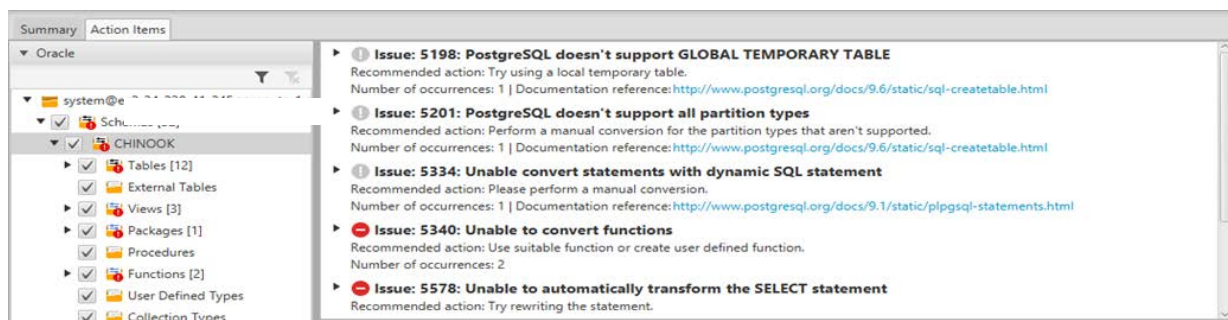 Summary Action Items
Oracle
system@e
CHINOOK
Tables [12]
External Tables
Views [3]
Packages [1]
Procedures
Functions [2]
User Defined Types
Collection Types
Issue: 5198: PostgreSQL doesn't support GLOBAL TEMPORARY TABLE
Recommended action: Try using a local temporary table.
Number of occurrences: 1 | Documentation reference: http://www.postgresql.org/docs/9.6/static/sql-createtable.html
Issue: 5201: PostgreSQL doesn't support all partition types
Recommended action: Perform a manual conversion for the partition types that aren't supported.
Number of occurrences: 1 | Documentation reference: http://www.postgresql.org/docs/9.6/static/sql-createtable.html
Issue: 5334: Unable convert statements with dynamic SQL statement
Recommended action: Please perform a manual conversion.
Number of occurrences: 1 | Documentation reference: http://www.postgresql.org/docs/9.1/static/plpgsql-statements.html
Issue: 5340: Unable to convert functions
Recommended action: Use suitable function or create user defined function.
Number of occurrences: 2
Issue: 5578: Unable to automatically transform the SELECT statement
Recommended action: Try rewriting the statement.